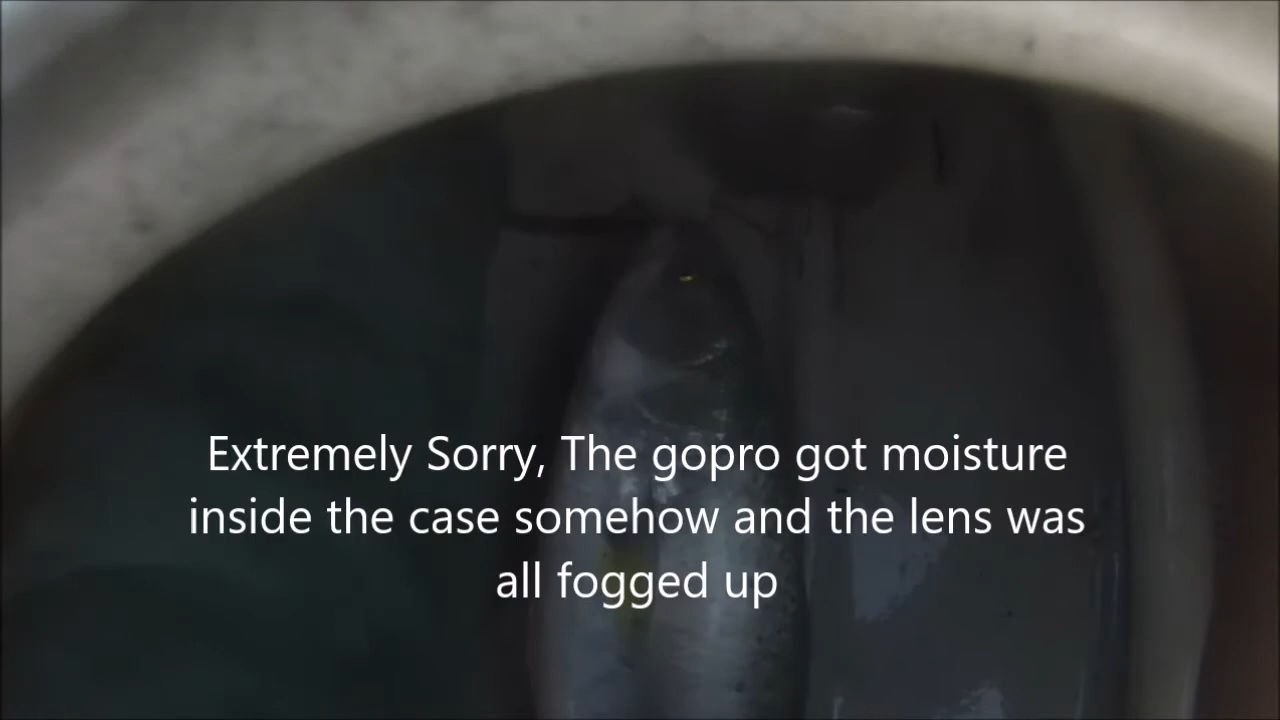 Extremely Sorry, The gopro got moisture
inside the case somehow and the lens was
all fogged up